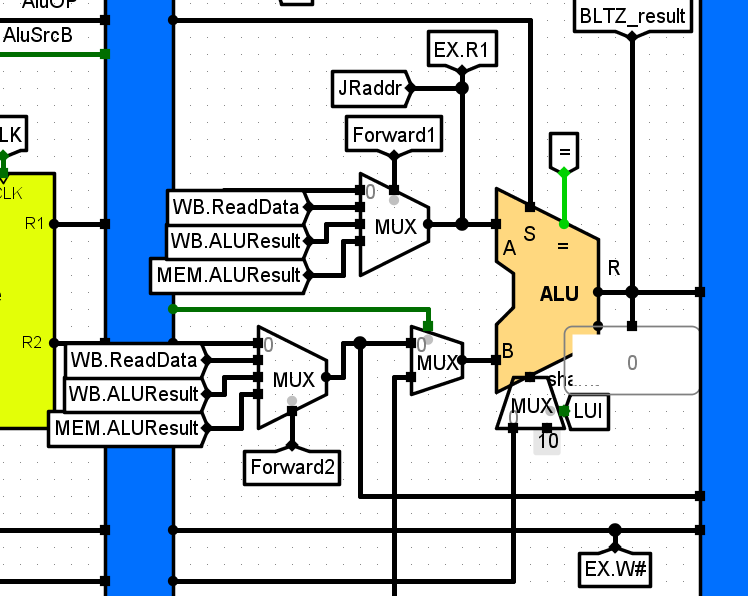 AluOP
BLTZ_result
AluSrcB
EX.R1
JRaddr
LK
Forward1
=
CLK
0
WB.ReadData
R1
MUX
S
WB.ALUResult
A
=
MEM.ALUResult
R
ALU
R2
0
0
B
WB.ReadData
MUX
MUX
0
WB.ALUResult
MUX
LUI
0
MEM.ALUResult
10
Forward2
EX.W#